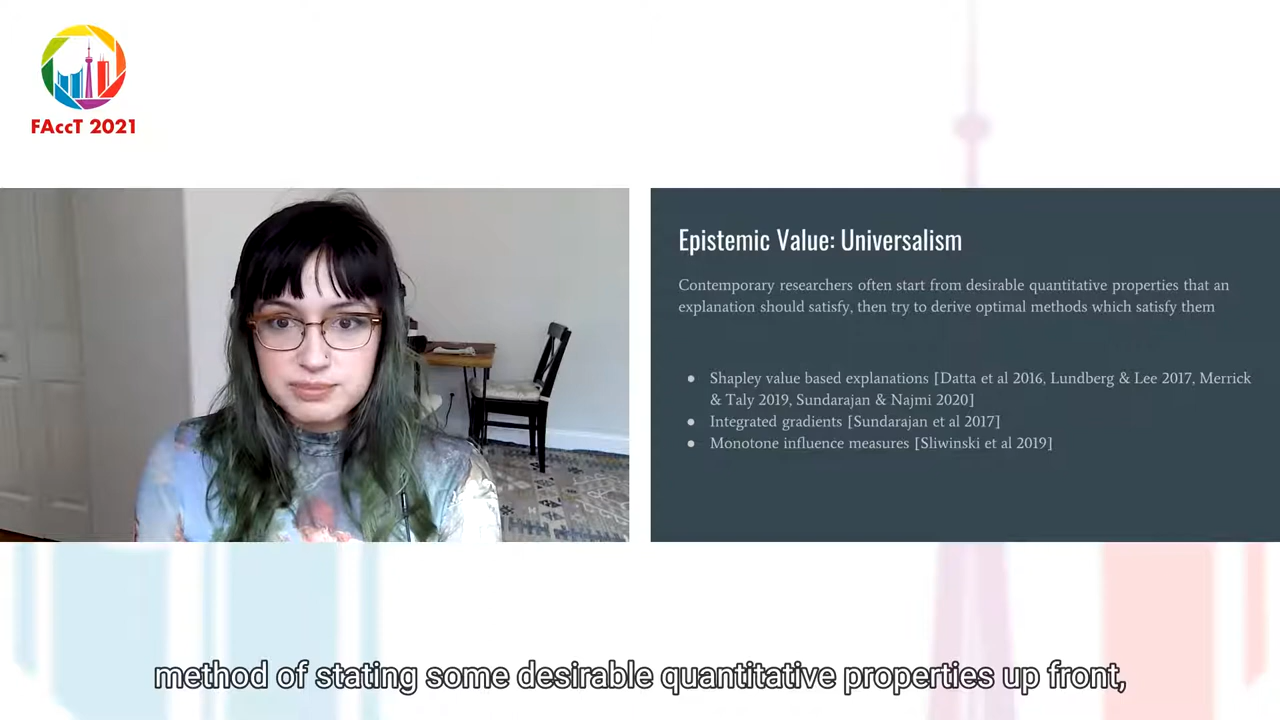 FAccT 2021
Epistemic Value: Universalism
Contemporary researchers often start from desirable quantitative properties that an
explanation should satisfy, then try to derive optimal methods which satisfy them
● Shapley value based explanations [Datta et al 2016, Lundberg & Lee 2017, Merrick
& Taly 2019, Sundarajan & Najmi 2020]
● Integrated gradients [Sundarajan et al 2017]
● Monotone influence measures [Sliwinski et al 2019]
method of stating some desirable quantitative properties up front,